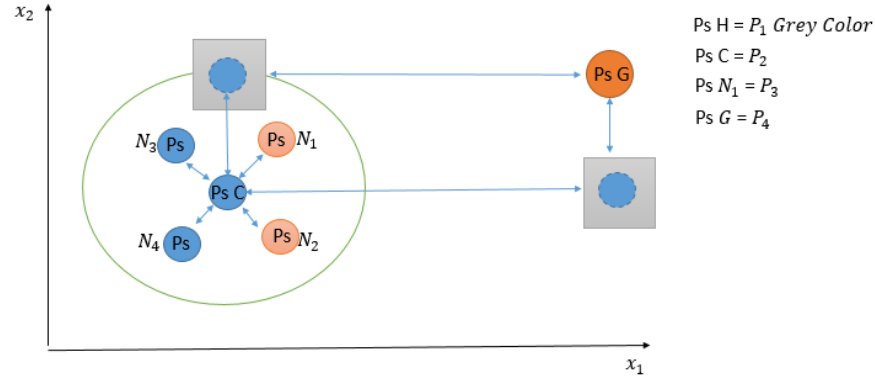 x₂
Ps H = P₁ Grey Color
Ps C = P₂
Ps N₁ = P₃
Ps G = P₄
Ps G
N₃ Ps
Ps N₁
Ps C
N₄ Ps
Ps N₂
x₁